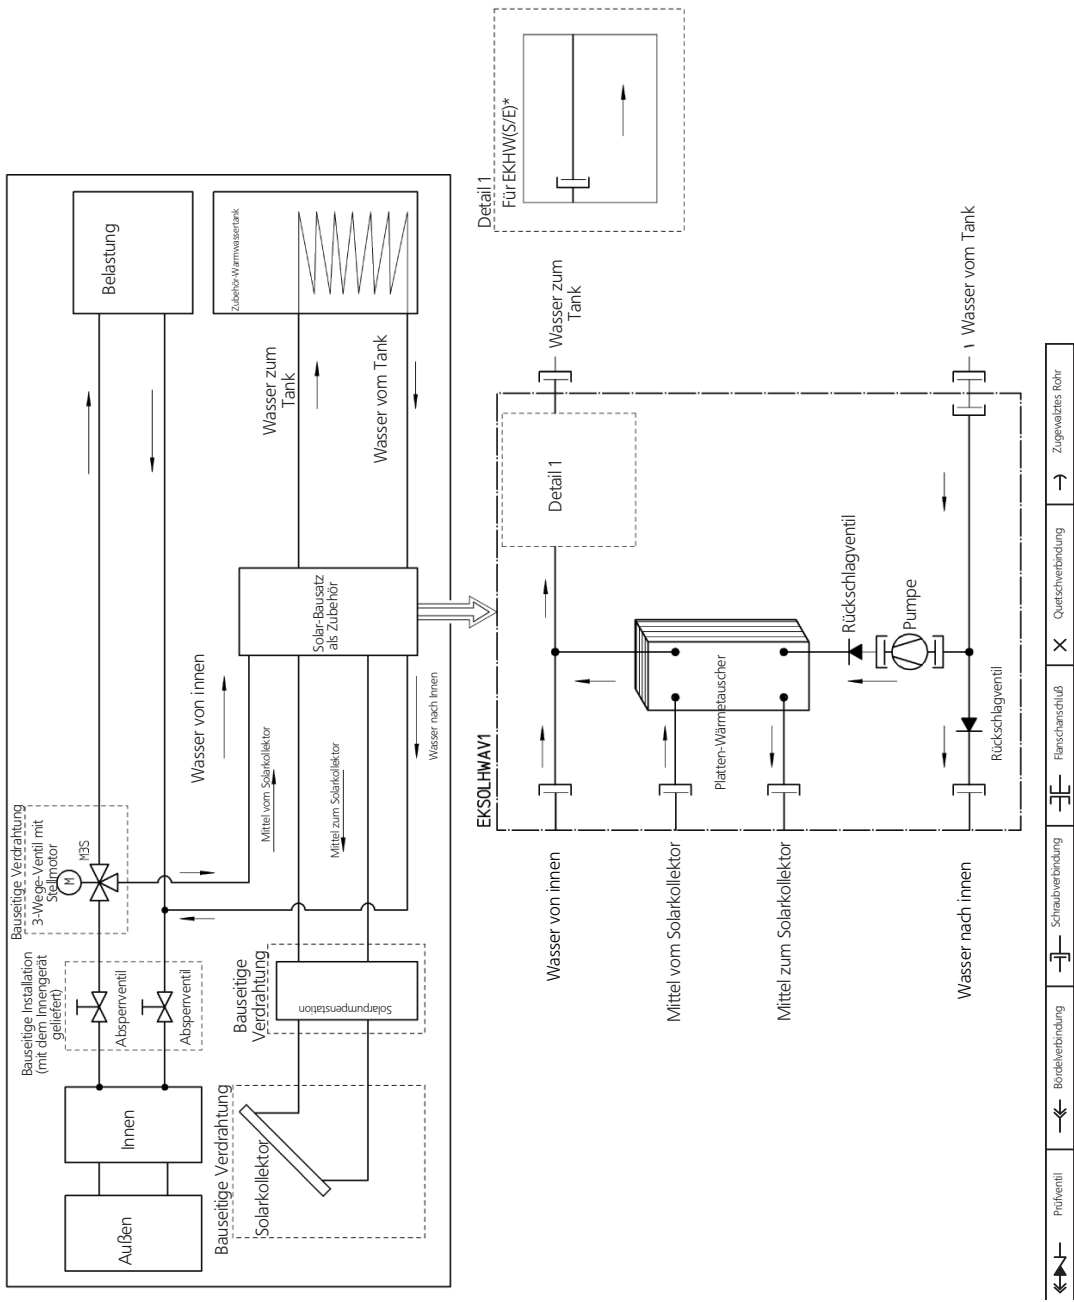 Außen
Innen
Bauseitige Installation
(mit dem Innengerät
geliefert)
Absperrventil
Absperrventil
Bauseitige Verdrahtung
3-Wege-Ventil mit
Stellmotor
M
M3S
Belastung
Zubehör-Warmwassertank
Wasser zum
Tank
Wasser vom Tank
Solar-Bausatz
als Zubehör
Wasser von innen
Mittel vom Solarkollektor
Mittel zum Solarkollektor
Wasser nach Innen
Bauseitige
Verdrahtung
Solarpumpenstation
Bauseitige Verdrahtung
Solarkollektor
Detail 1
Für EKHW(S/E)*
EKSOLHWAV1
Wasser zum
Tank
Wasser vom Tank
Detail 1
Platten-Wärmetauscher
Rückschlagventil
Pumpe
Rückschlagventil
Wasser von innen
Mittel vom Solarkollektor
Mittel zum Solarkollektor
Wasser nach innen
Prüfventil
Bördelverbindung
Schraubverbindung
Flanschanschluß
Quetschverbindung
Zugewalztes Rohr